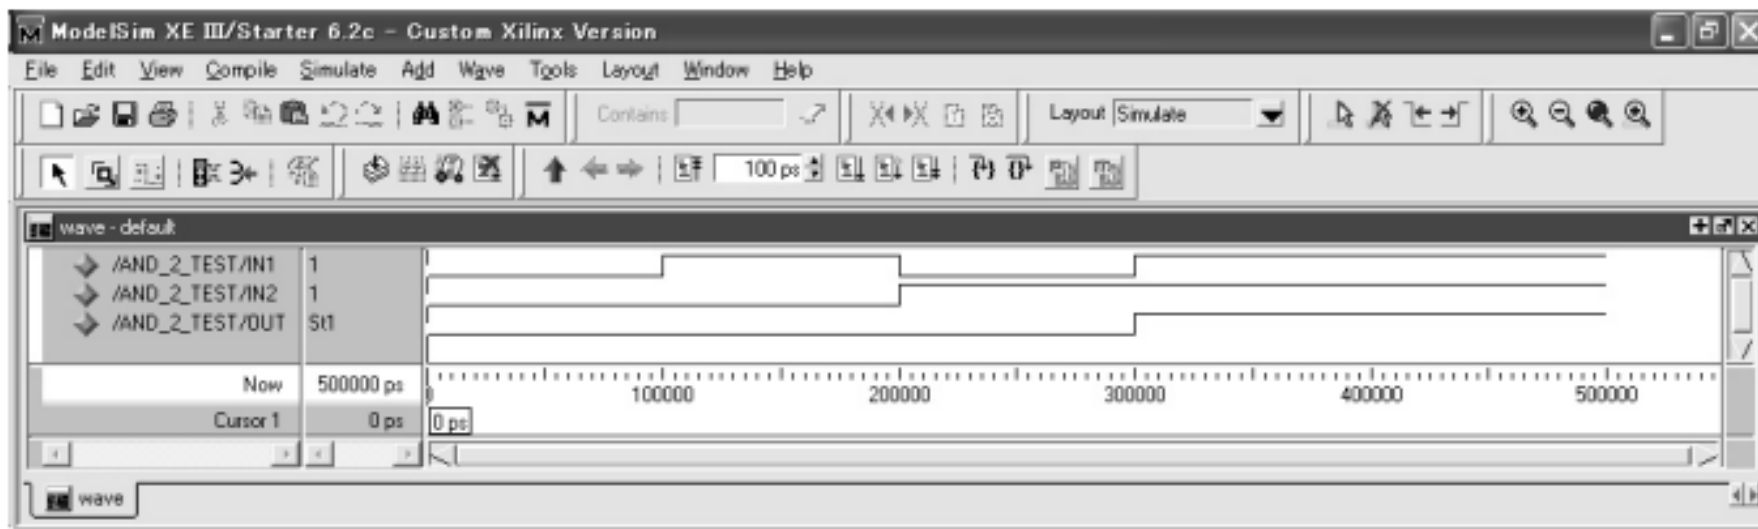 ModelSim XE III/Starter 6.2c - Custom Xilinx Version
File Edit View Compile Simulate Add Wave Tools Layout Window Help
Contains Layout Simulate
100 ps
wave - default
/AND_2_TEST/IN1 1
/AND_2_TEST/IN2 1
/AND_2_TEST/OUT St1
Now 500000 ps 0 100000 200000 300000 400000 500000
Cursor 1 0 ps 0 ps
wave